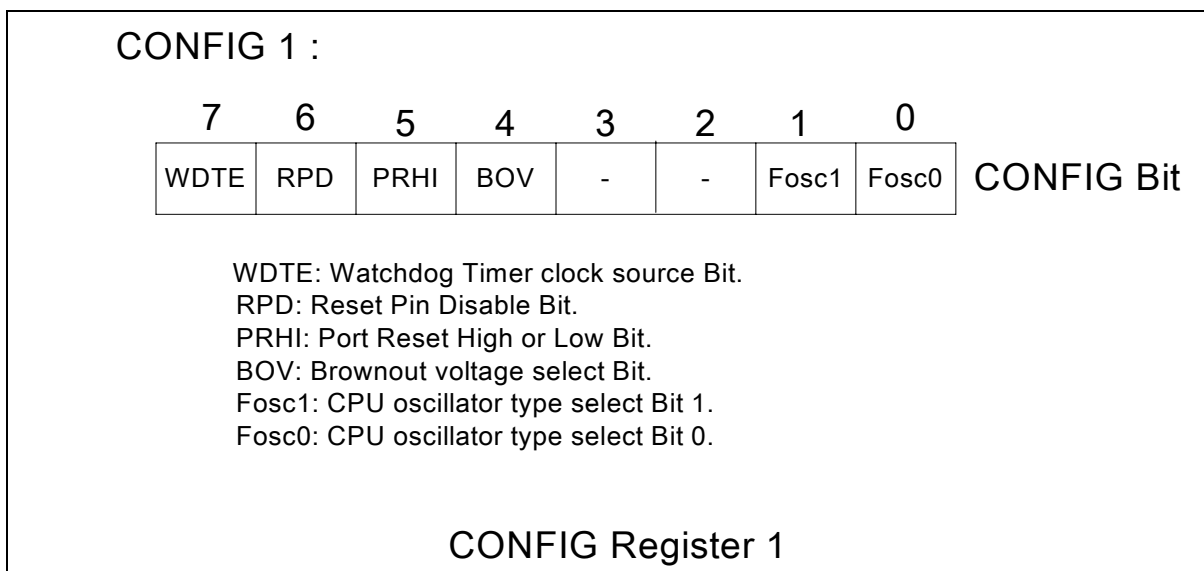 CONFIG 1 :
7 6 5 4 3 2 1 0
WDTE RPD PRHI BOV - - Fosc1 Fosc0 CONFIG Bit
WDTE: Watchdog Timer clock source Bit.
RPD: Reset Pin Disable Bit.
PRHI: Port Reset High or Low Bit.
BOV: Brownout voltage select Bit.
Fosc1: CPU oscillator type select Bit 1.
Fosc0: CPU oscillator type select Bit 0.
CONFIG Register 1